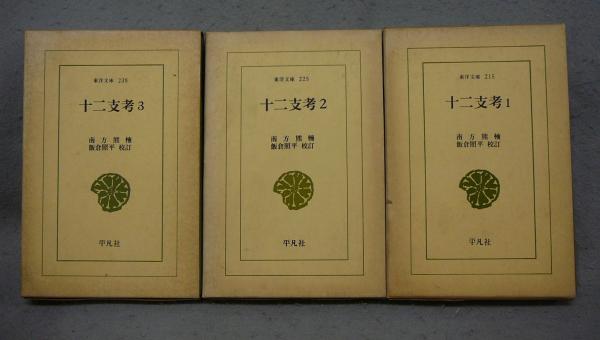 東洋文庫 238
十二支考 3
南方熊楠
飯倉照平 校訂
平凡社
東洋文庫 225
十二支考 2
南方熊楠
飯倉照平 校訂
平凡社
東洋文庫 215
十二支考 1
南方熊楠
飯倉照平 校訂
平凡社